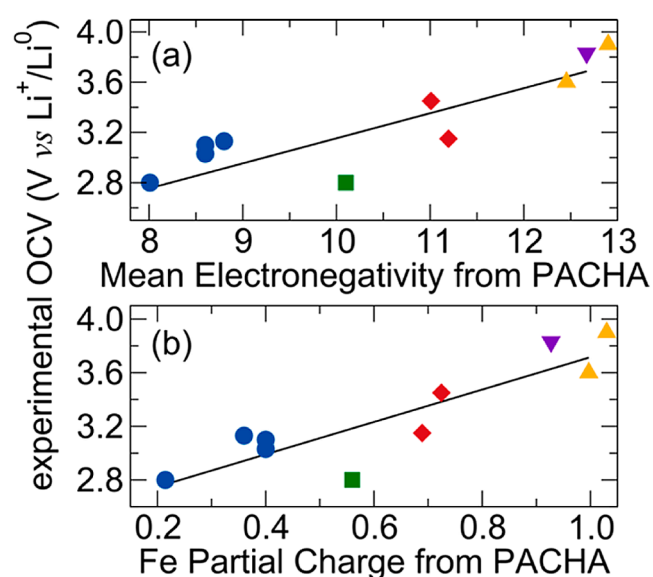 experimental OCV (V vs Li⁺/Li⁰)
(a)
4.0
3.6
3.2
2.8
8 9 10 11 12 13
Mean Electronegativity from PACHA
(b)
4.0
3.6
3.2
2.8
0.2 0.4 0.6 0.8 1.0
Fe Partial Charge from PACHA